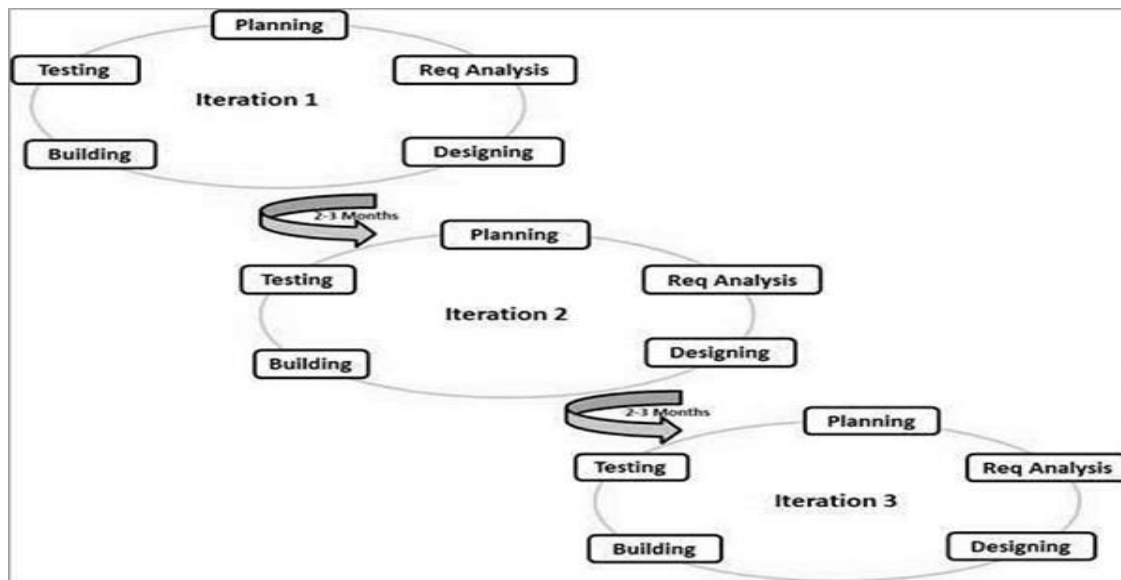 Planning
Testing
Req Analysis
Iteration 1
Building
Designing
2-3 Months
Planning
Testing
Req Analysis
Iteration 2
Building
Designing
2-3 Months
Planning
Testing
Req Analysis
Iteration 3
Building
Designing